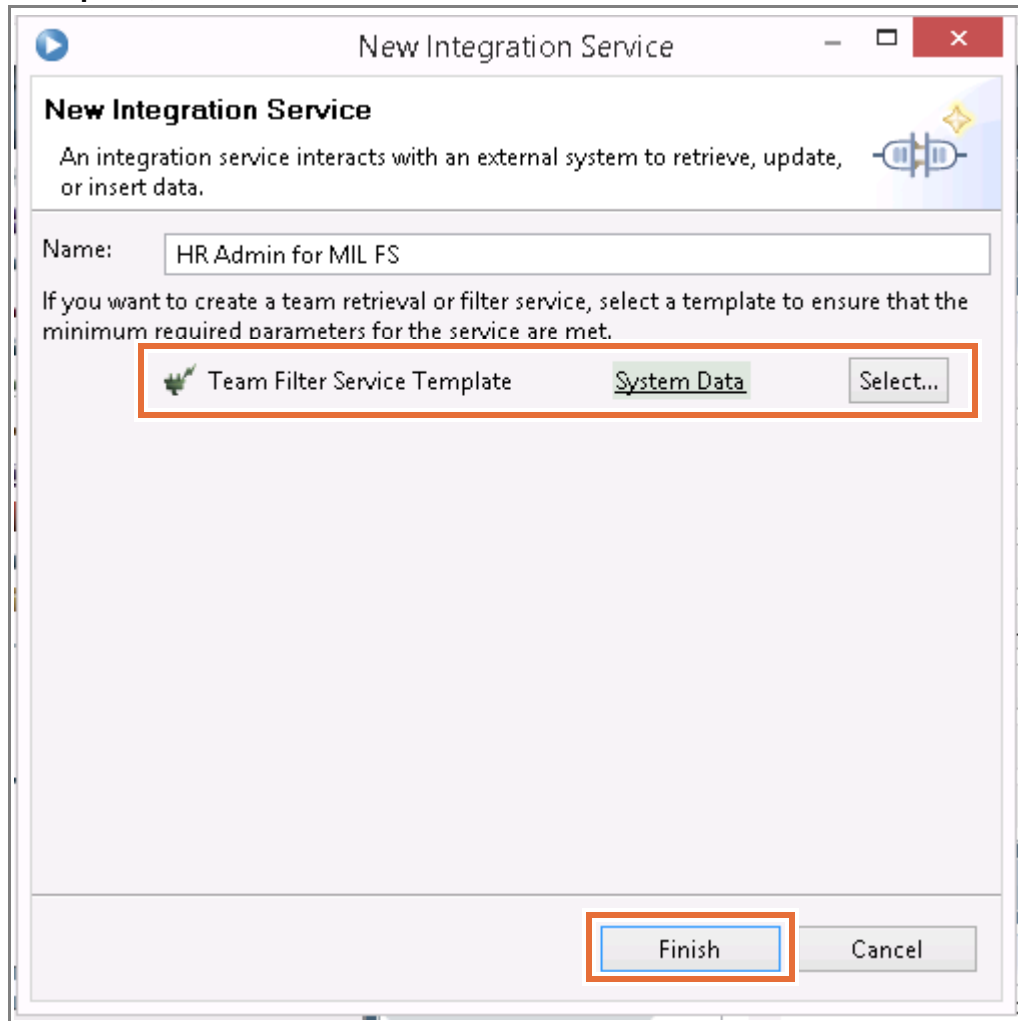 New Integration Service
New Integration Service
An integration service interacts with an external system to retrieve, update,
or insert data.
Name: HR Admin for MIL FS
If you want to create a team retrieval or filter service, select a template to ensure that the
minimum required parameters for the service are met.
Team Filter Service Template System Data Select...
Finish Cancel